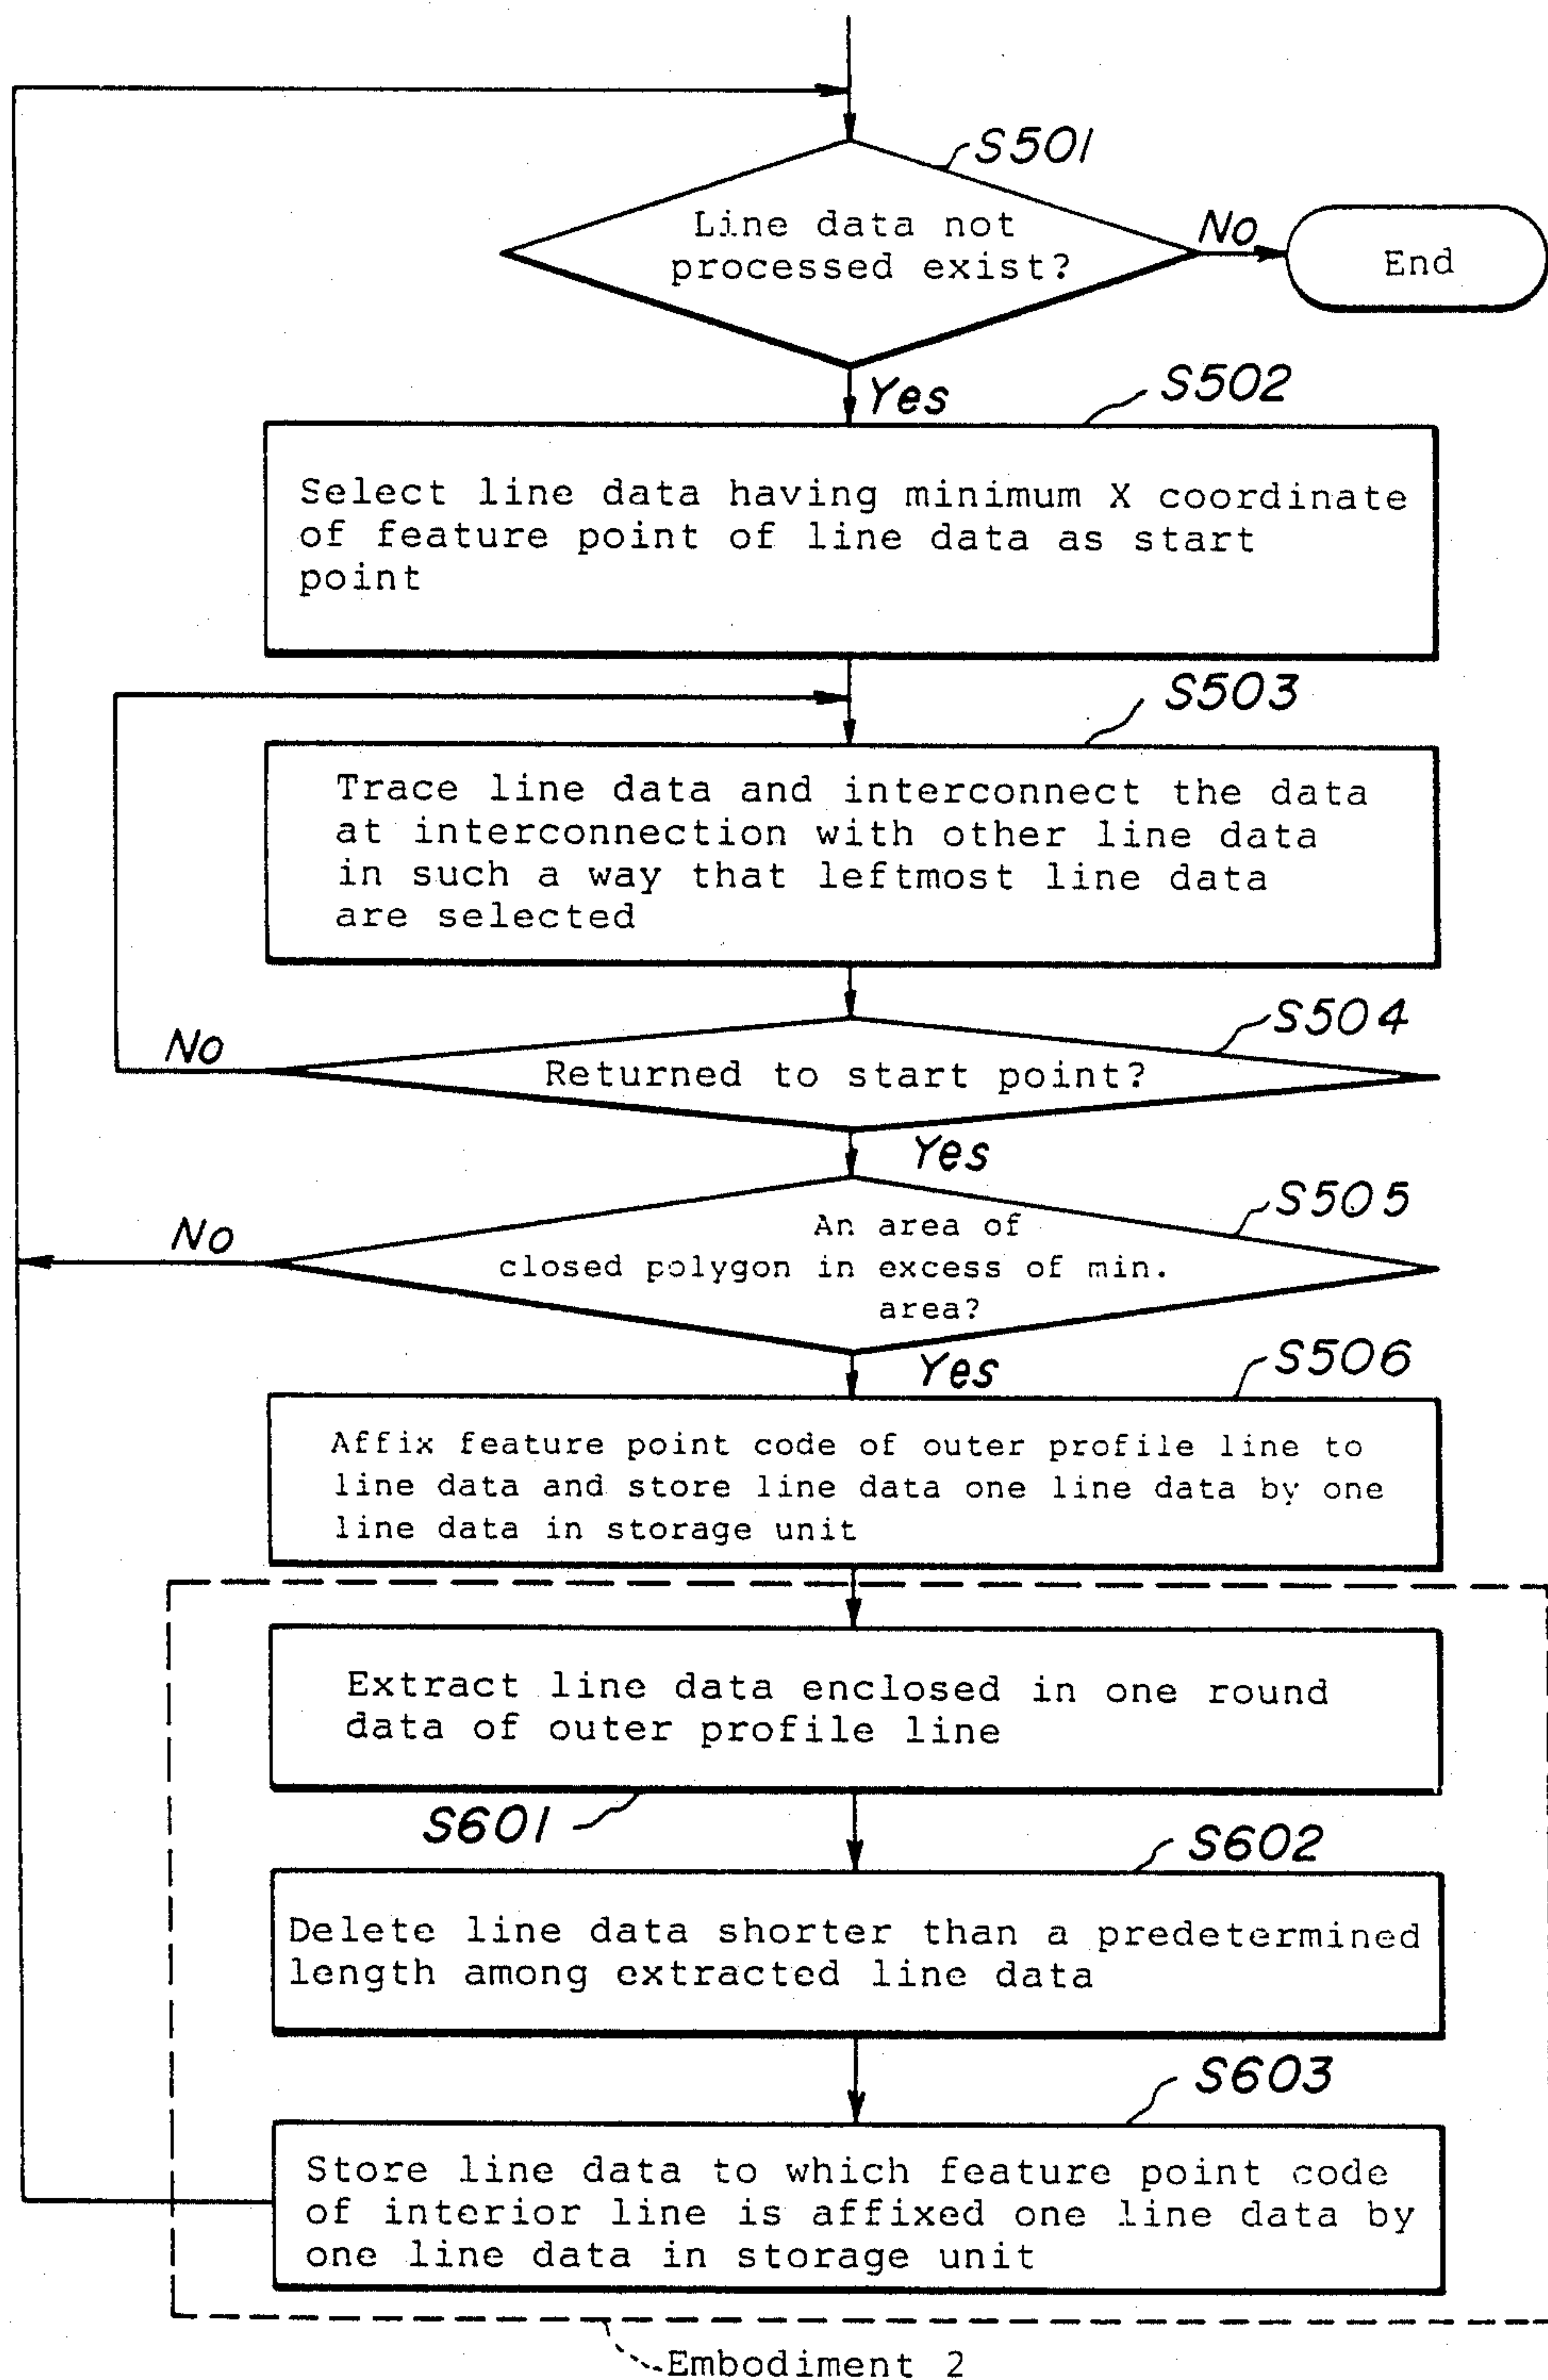 S501
Line data not
processed exist?
No
End
Yes
S502
Select line data having minimum X coordinate
of feature point of line data as start
point
S503
Trace line data and interconnect the data
at interconnection with other line data
in such a way that leftmost line data
are selected
S504
No
Returned to start point?
Yes
S505
No
An area of
closed polygon in excess of min.
area?
Yes
S506
Affix feature point code of outer profile line to
line data and store line data one line data by one
line data in storage unit
Extract line data enclosed in one round
data of outer profile line
S601
S602
Delete line data shorter than a predetermined
length among extracted line data
S603
Store line data to which feature point code
of interior line is affixed one line data by
one line data in storage unit
Embodiment 2